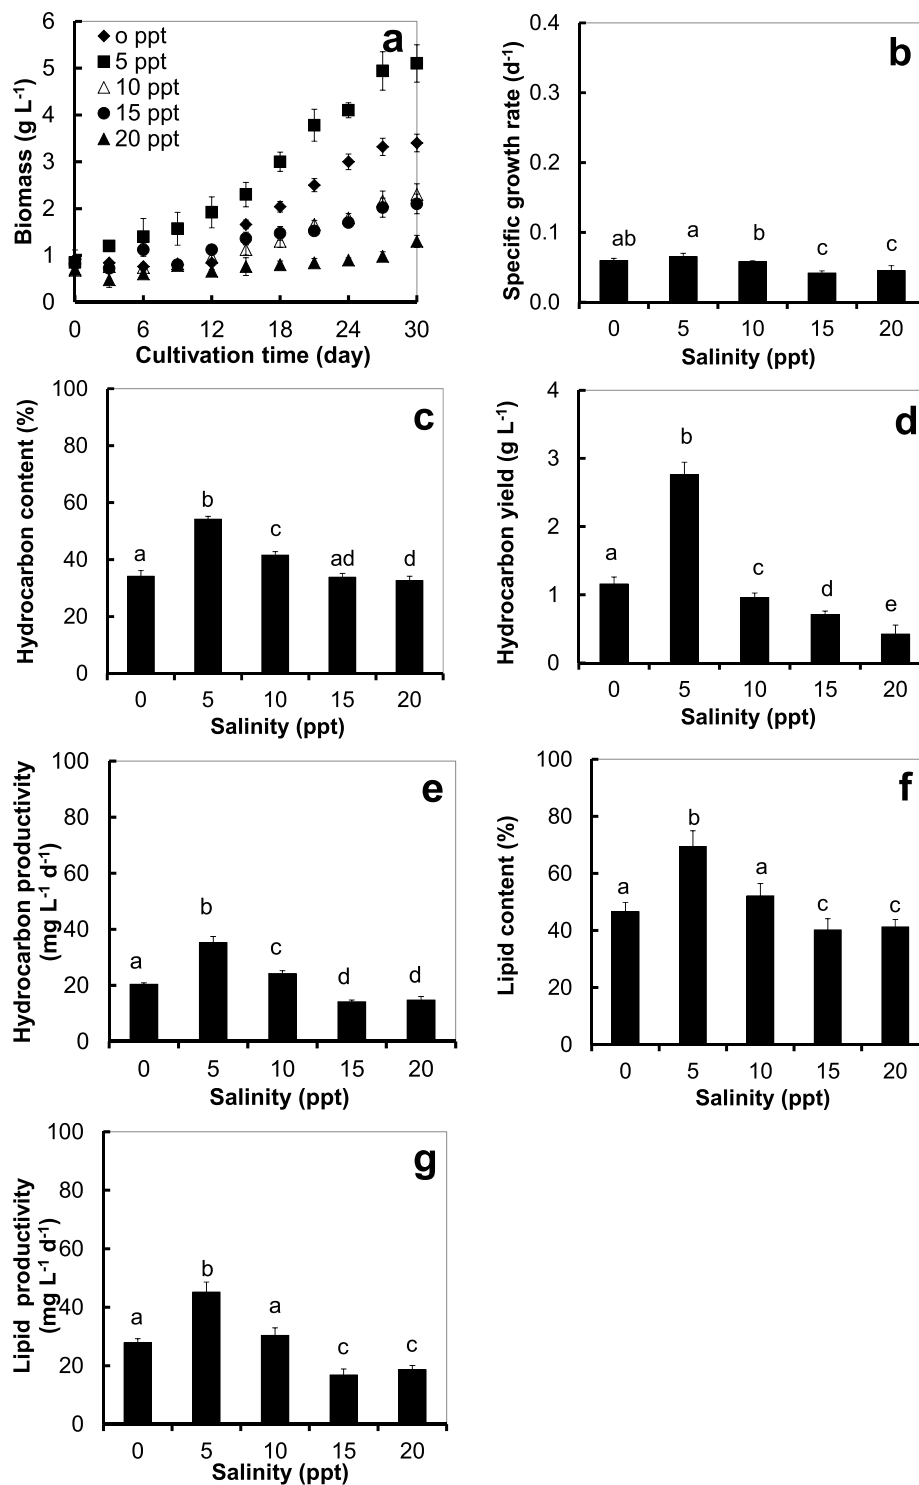 a
o ppt
5 ppt
10 ppt
15 ppt
20 ppt
Biomass (g L⁻¹)
6
5
4
3
2
1
0
0 6 12 18 24 30
Cultivation time (day)
b
Specific growth rate (d⁻¹)
0.4
0.3
0.2
0.1
0.0
ab a b c c
0 5 10 15 20
Salinity (ppt)
c
Hydrocarbon content (%)
100
80
60
40
20
0
a b c ad d
0 5 10 15 20
Salinity (ppt)
d
Hydrocarbon yield (g L⁻¹)
4
3
2
1
0
a b c d e
0 5 10 15 20
Salinity (ppt)
e
Hydrocarbon productivity
(mg L⁻¹ d⁻¹)
100
80
60
40
20
0
a b c d d
0 5 10 15 20
Salinity (ppt)
f
Lipid content (%)
100
80
60
40
20
0
a b a c c
0 5 10 15 20
Salinity (ppt)
g
Lipid productivity
(mg L⁻¹ d⁻¹)
100
80
60
40
20
0
a b a c c
0 5 10 15 20
Salinity (ppt)